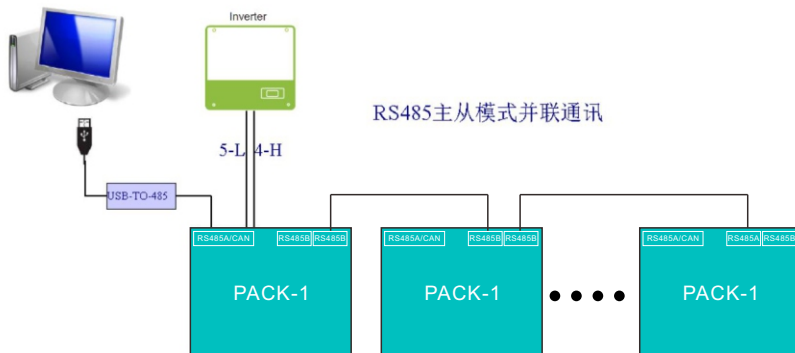 Inverter
RS485主从模式并联通讯
5-L 4-H
USB-TO-485
RS485A/CAN RS485B RS485B
RS485A/CAN RS485B RS485B
RS485A/CAN RS485A RS485B
PACK-1
PACK-1
PACK-1